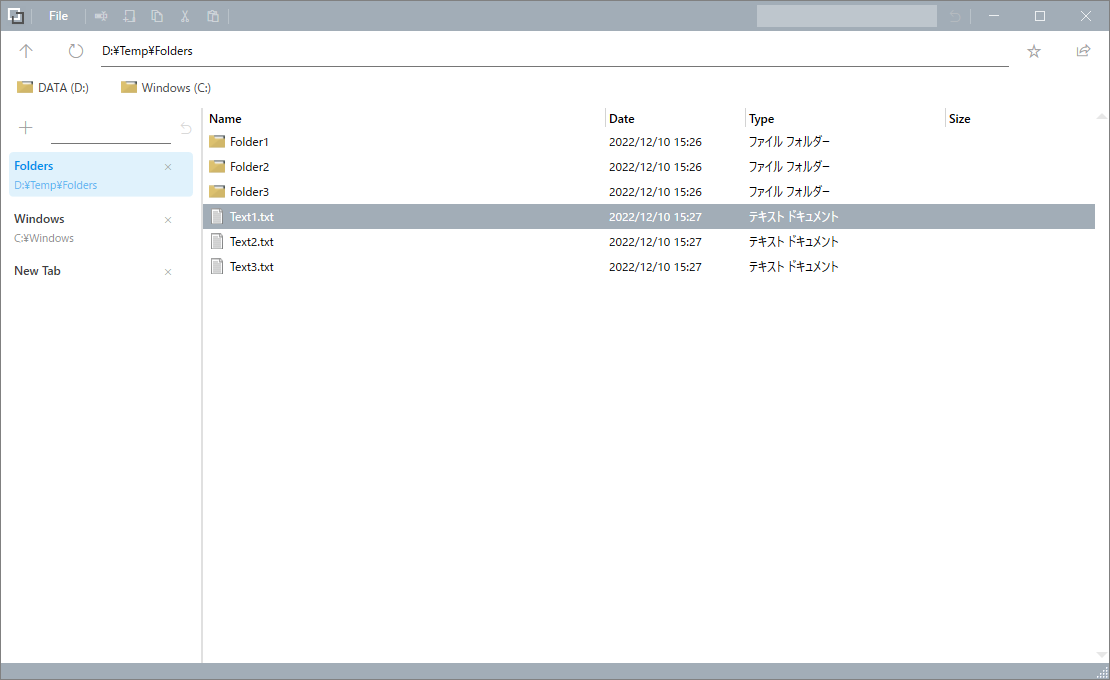 File
D:¥Temp¥Folders
DATA (D:) Windows (C:)
Name Date Type Size
Folder1 2022/12/10 15:26 ファイル フォルダー
Folder2 2022/12/10 15:26 ファイル フォルダー
Folder3 2022/12/10 15:26 ファイル フォルダー
Text1.txt 2022/12/10 15:27 テキスト ドキュメント
Text2.txt 2022/12/10 15:27 テキスト ドキュメント
Text3.txt 2022/12/10 15:27 テキスト ドキュメント
Folders
D:¥Temp¥Folders
Windows
C:¥Windows
New Tab